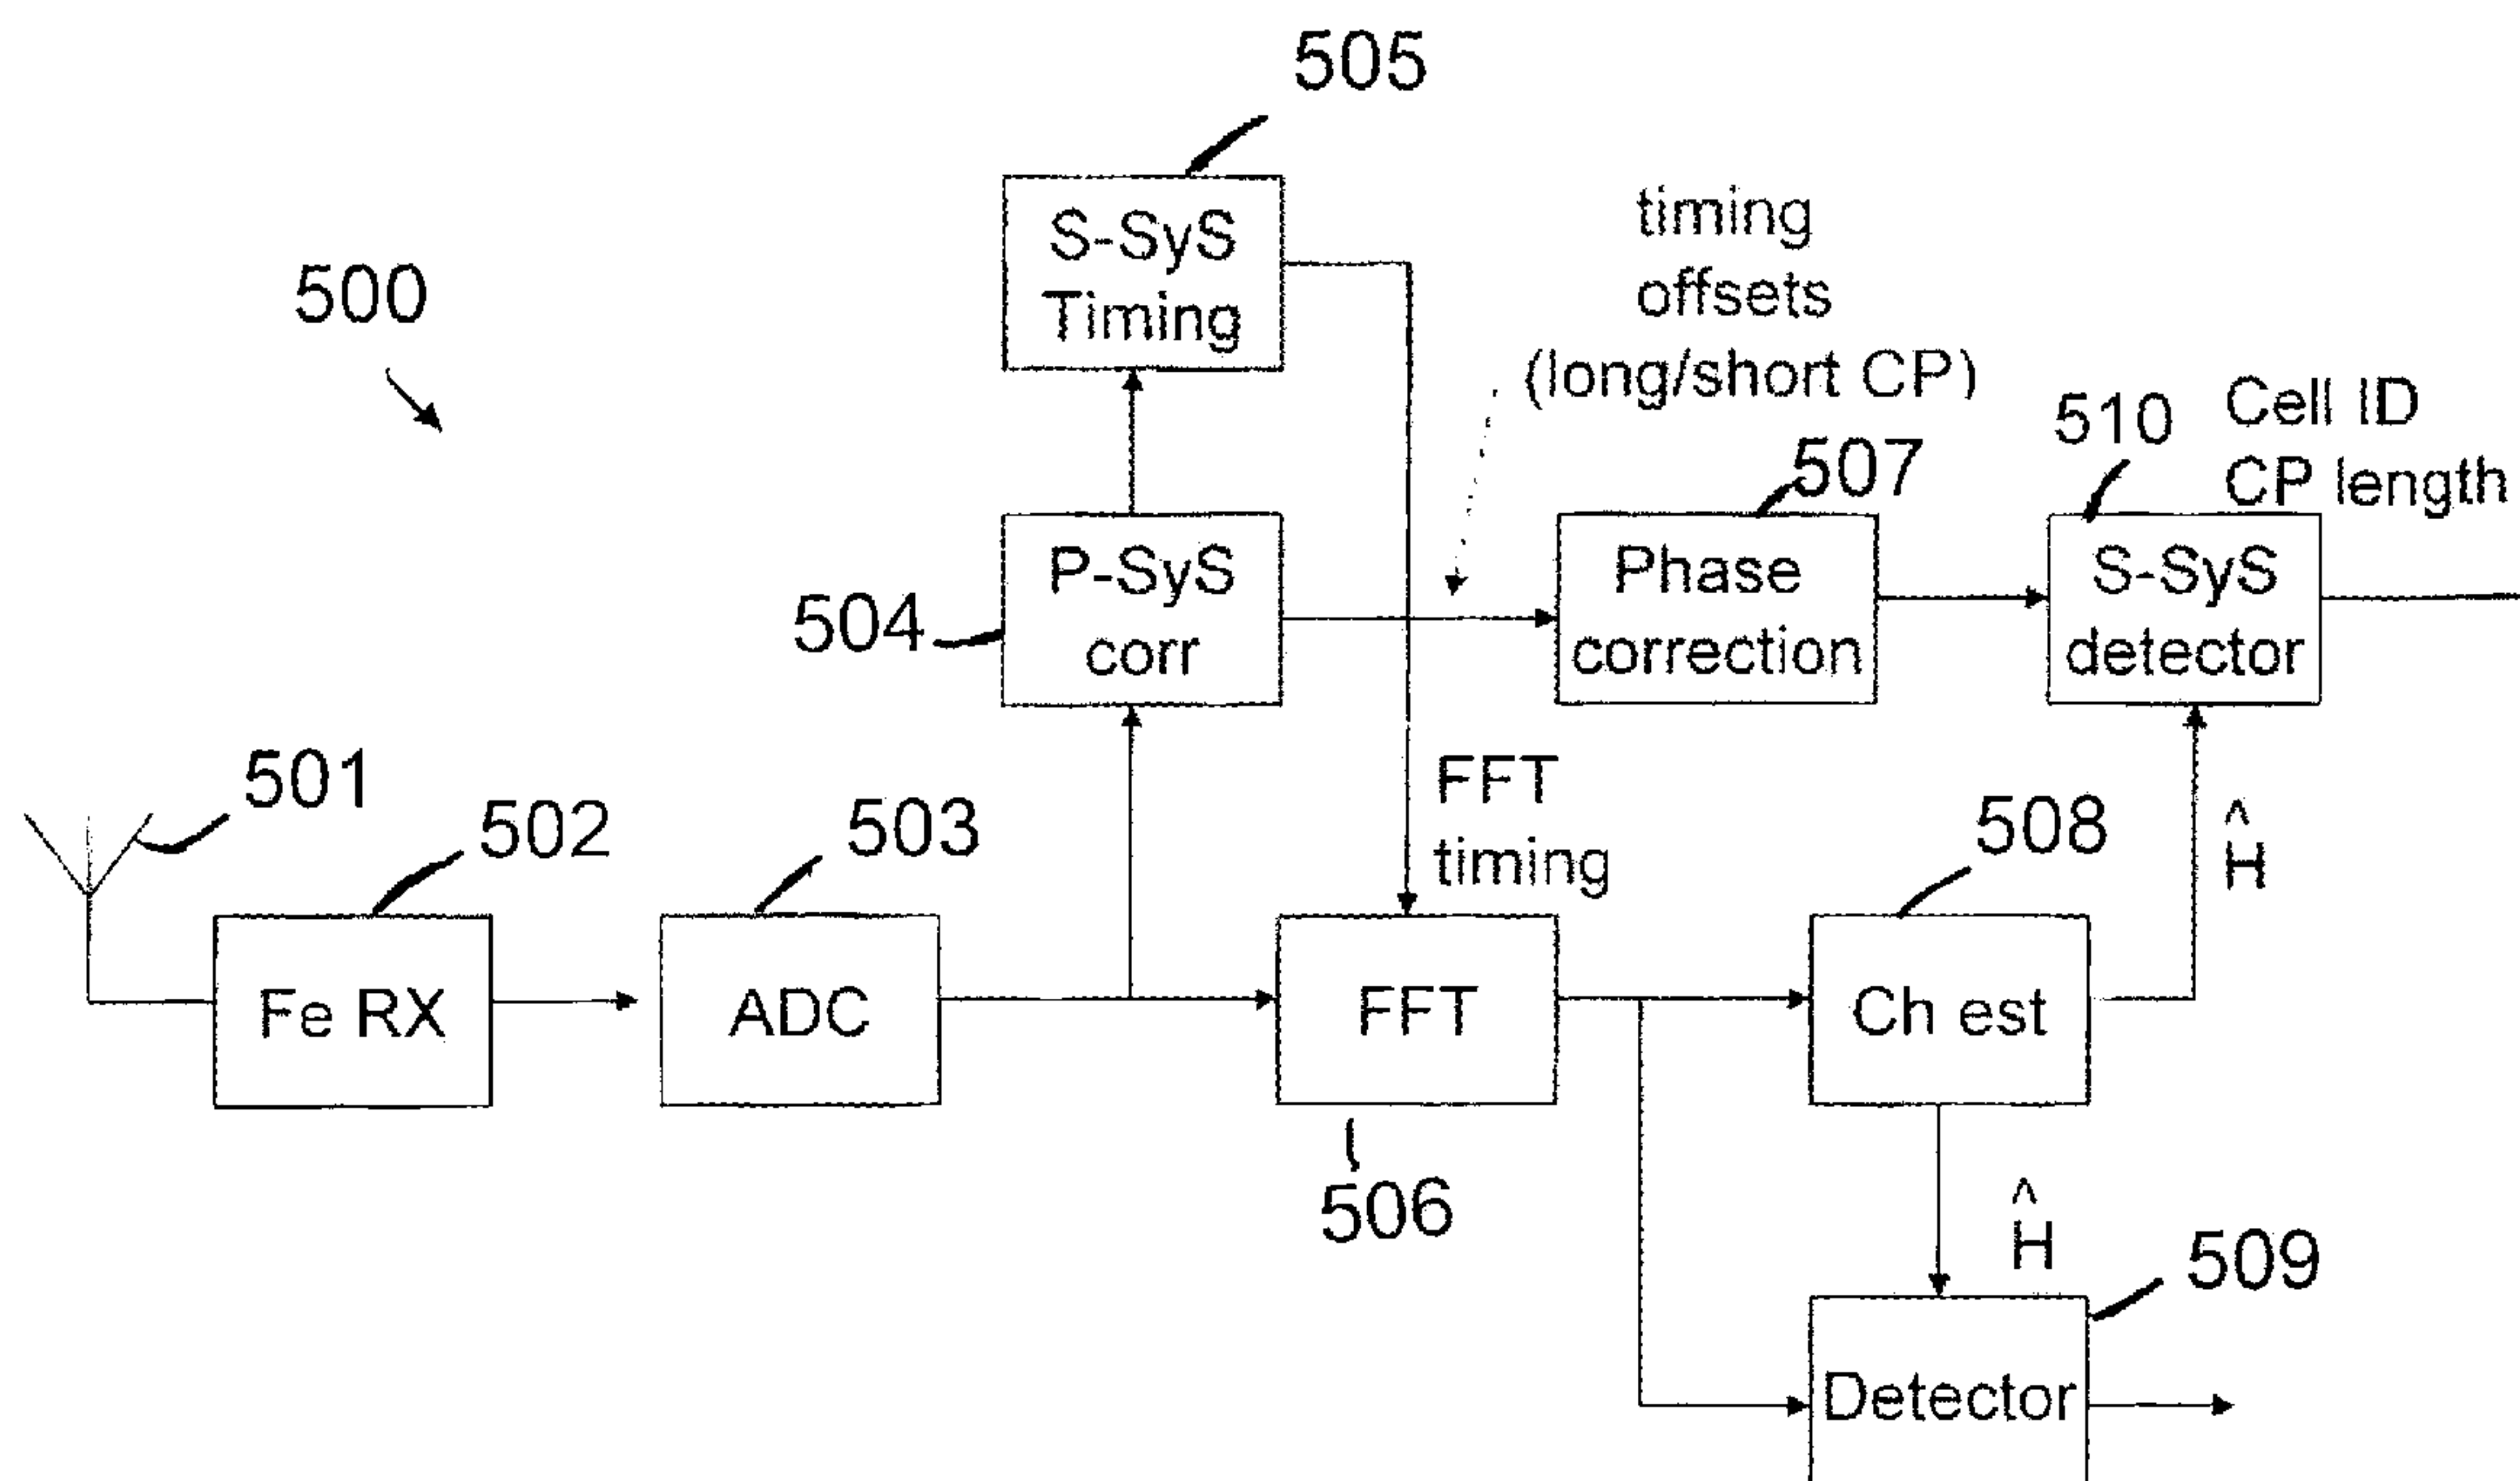 505
S-SyS
Timing
500
timing
offsets
(long/short CP)
510
Cell ID
CP length
507
P-SyS
corr
504
Phase
correction
S-SyS
detector
501
502
503
FFT
timing
508
^
H
Fe RX
ADC
FFT
Ch est
506
^
H
509
Detector